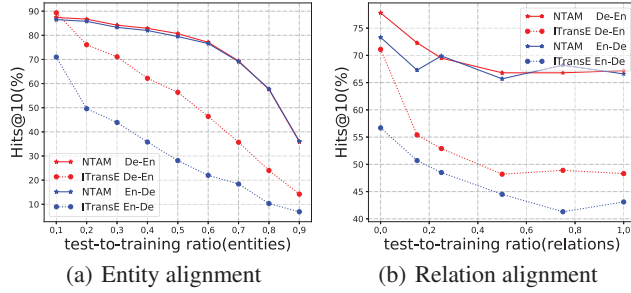 90
80
70
60
50
40
30
20
10
Hits@10(%)
NTAM De-En
ITransE De-En
NTAM En-De
ITransE En-De
0,1 0,2 0,3 0,4 0,5 0,6 0,7 0,8 0,9
test-to-training ratio(entities)
(a) Entity alignment
75
70
65
60
55
50
45
40
Hits@10(%)
NTAM De-En
ITransE De-En
NTAM En-De
ITransE En-De
0.0 0.2 0.4 0.6 0.8 1.0
test-to-training ratio(relations)
(b) Relation alignment